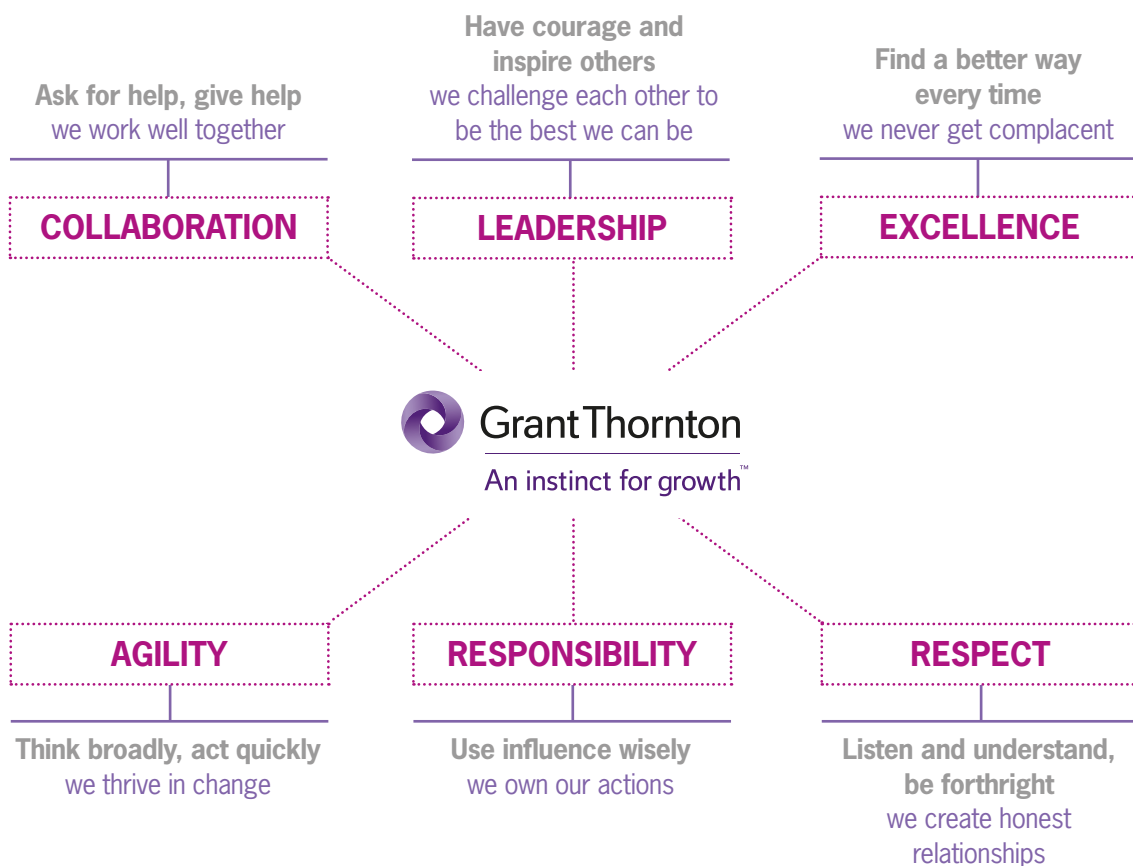 Ask for help, give help
we work well together
COLLABORATION
Have courage and
inspire others
we challenge each other to
be the best we can be
LEADERSHIP
Find a better way
every time
we never get complacent
EXCELLENCE
Grant Thornton
An instinct for growth™
AGILITY
Think broadly, act quickly
we thrive in change
RESPONSIBILITY
Use influence wisely
we own our actions
RESPECT
Listen and understand,
be forthright
we create honest
relationships